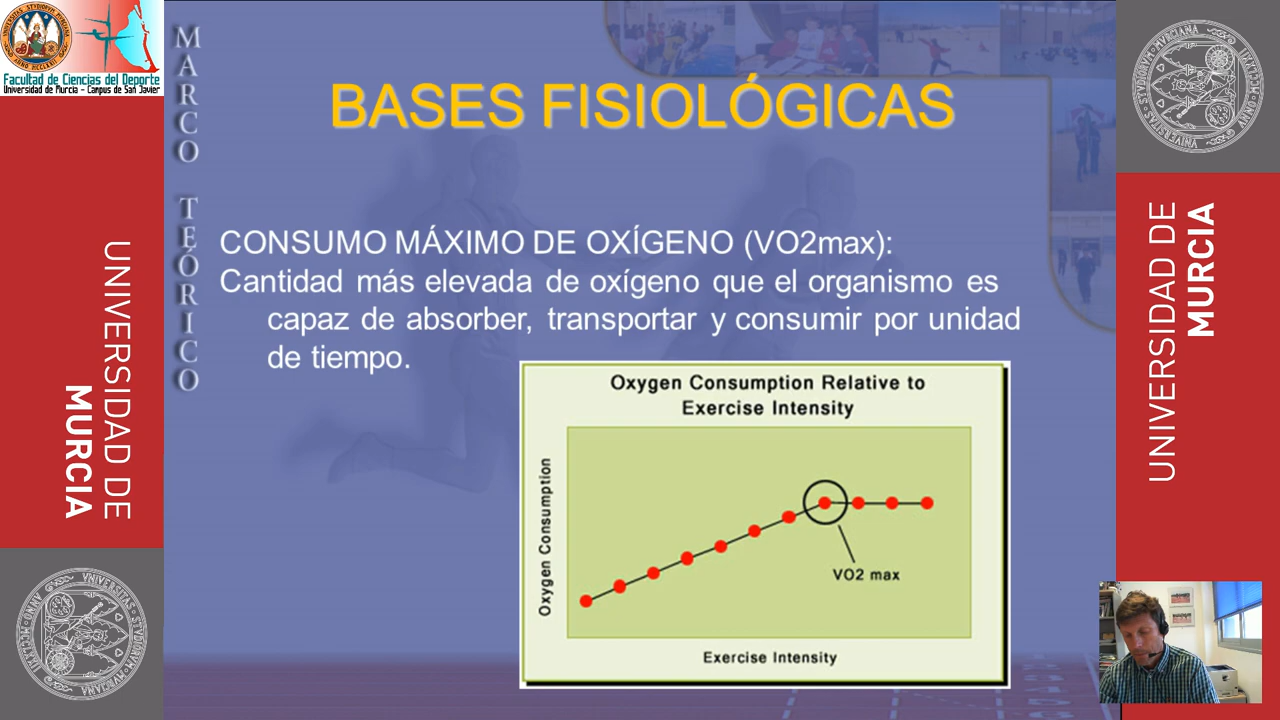 Facultad de Ciencias del Deporte
Universidad de Murcia - Campus de San Javier
UNIVERSIDAD DE
MURCIA
MARCO TEÓRICO
BASES FISIOLÓGICAS
CONSUMO MÁXIMO DE OXÍGENO (VO2max):
Cantidad más elevada de oxígeno que el organismo es
capaz de absorber, transportar y consumir por unidad
de tiempo.
Oxygen Consumption Relative to
Exercise Intensity
Oxygen Consumption
VO2 max
Exercise Intensity
UNIVERSIDAD DE
MURCIA